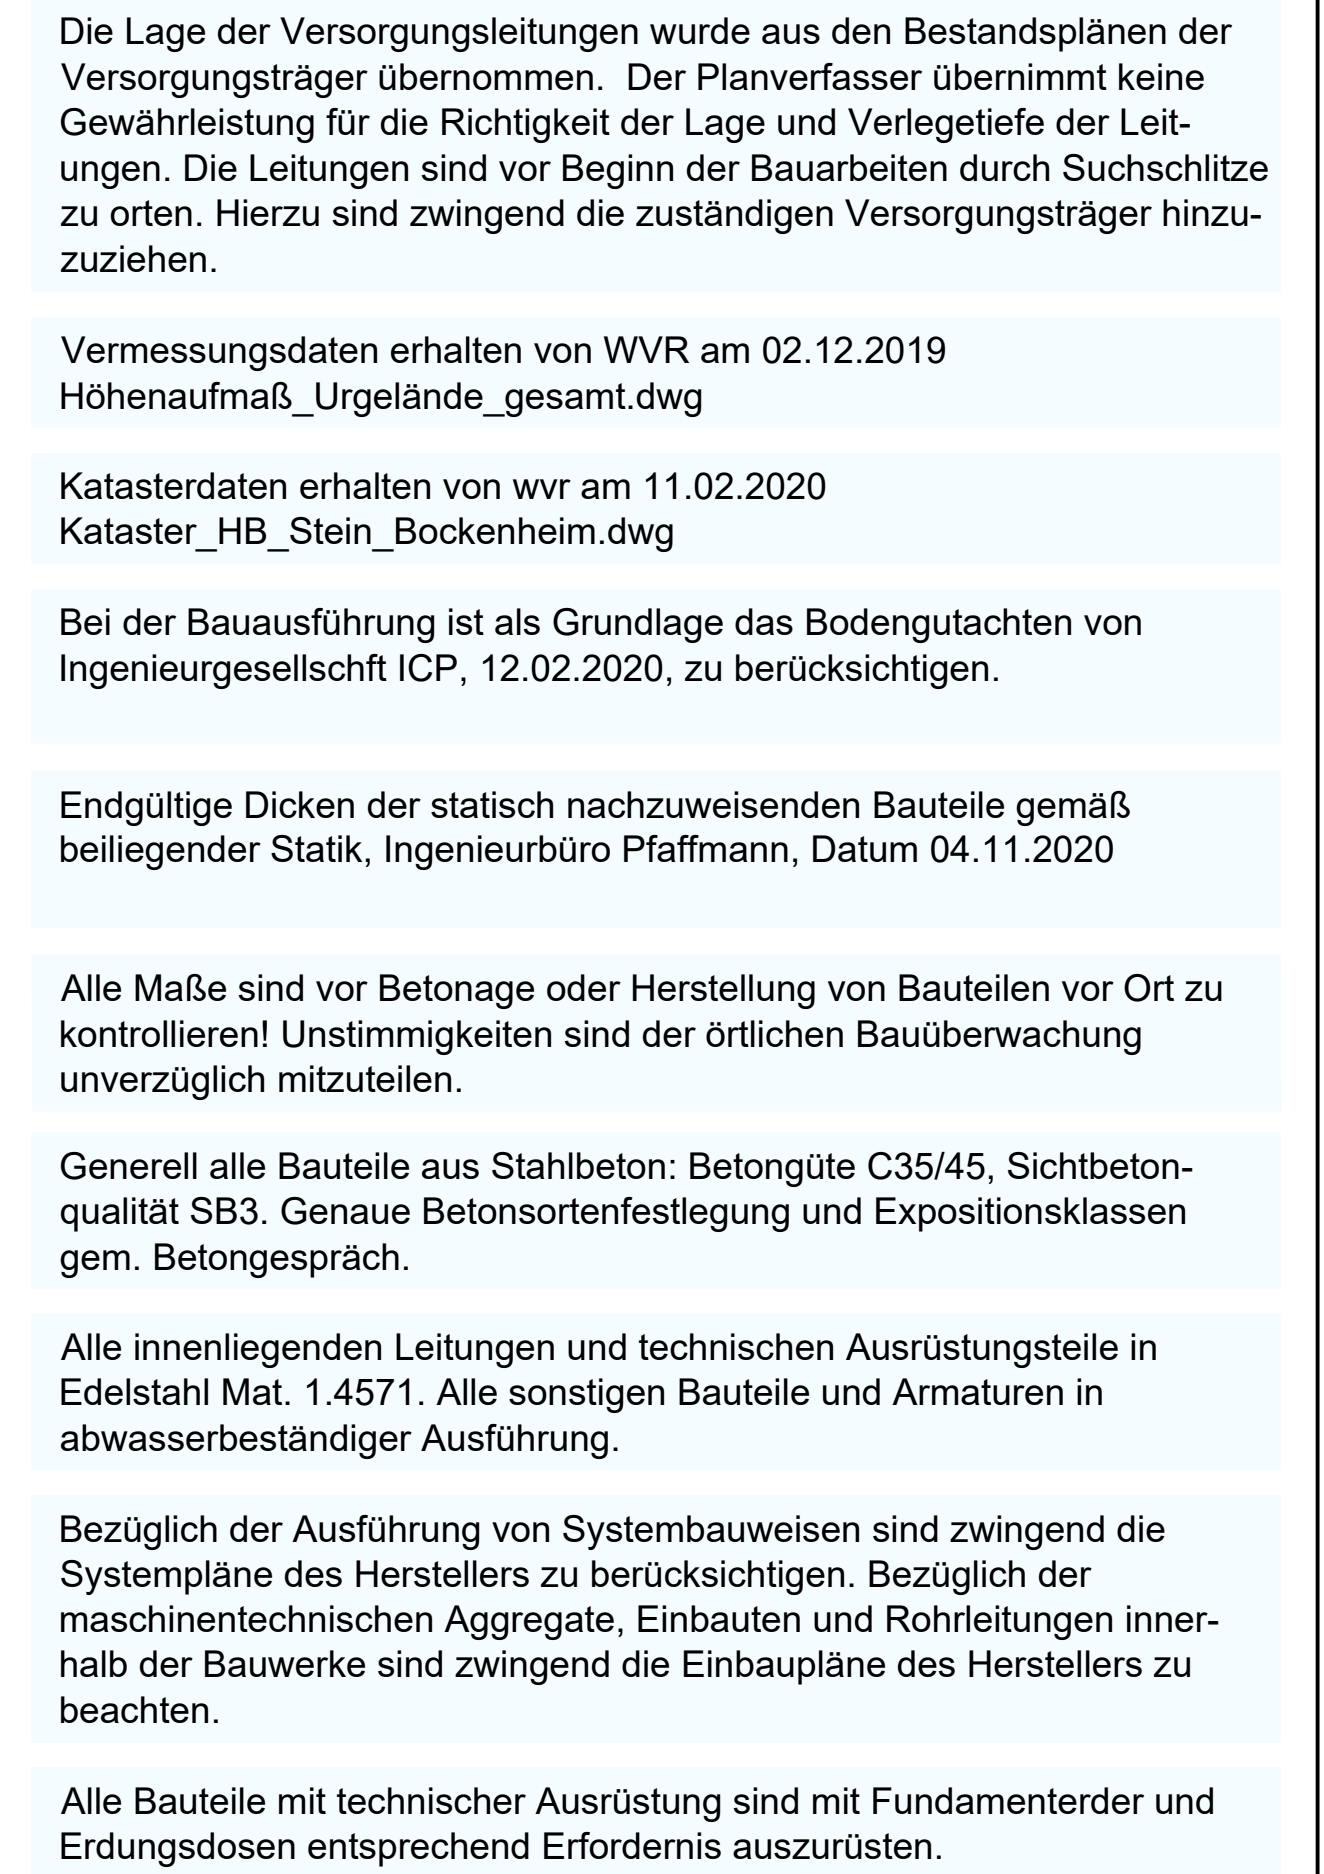 Die Lage der Versorgungsleitungen wurde aus den Bestandsplänen der
Versorgungsträger übernommen.  Der Planverfasser übernimmt keine
Gewährleistung für die Richtigkeit der Lage und Verlegetiefe der Leit-
ungen. Die Leitungen sind vor Beginn der Bauarbeiten durch Suchschlitze
zu orten. Hierzu sind zwingend die zuständigen Versorgungsträger hinzu-
zuziehen.
Vermessungsdaten erhalten von WVR am 02.12.2019
Höhenaufmaß_Urgelände_gesamt.dwg
Katasterdaten erhalten von wvr am 11.02.2020
Kataster_HB_Stein_Bockenheim.dwg
Bei der Bauausführung ist als Grundlage das Bodengutachten von
Ingenieurgesellschft ICP, 12.02.2020, zu berücksichtigen.
Endgültige Dicken der statisch nachzuweisenden Bauteile gemäß
beiliegender Statik, Ingenieurbüro Pfaffmann, Datum 04.11.2020
Alle Maße sind vor Betonage oder Herstellung von Bauteilen vor Ort zu
kontrollieren! Unstimmigkeiten sind der örtlichen Bauüberwachung
unverzüglich mitzuteilen.
Generell alle Bauteile aus Stahlbeton: Betongüte C35/45, Sichtbeton-
qualität SB3. Genaue Betonsortenfestlegung und Expositionsklassen
gem. Betongespräch.
Alle innenliegenden Leitungen und technischen Ausrüstungsteile in
Edelstahl Mat. 1.4571. Alle sonstigen Bauteile und Armaturen in
abwasserbeständiger Ausführung.
Bezüglich der Ausführung von Systembauweisen sind zwingend die
Systempläne des Herstellers zu berücksichtigen. Bezüglich der
maschinentechnischen Aggregate, Einbauten und Rohrleitungen inner-
halb der Bauwerke sind zwingend die Einbaupläne des Herstellers zu
beachten.
Alle Bauteile mit technischer Ausrüstung sind mit Fundamenterder und
Erdungsdosen entsprechend Erfordernis auszurüsten.